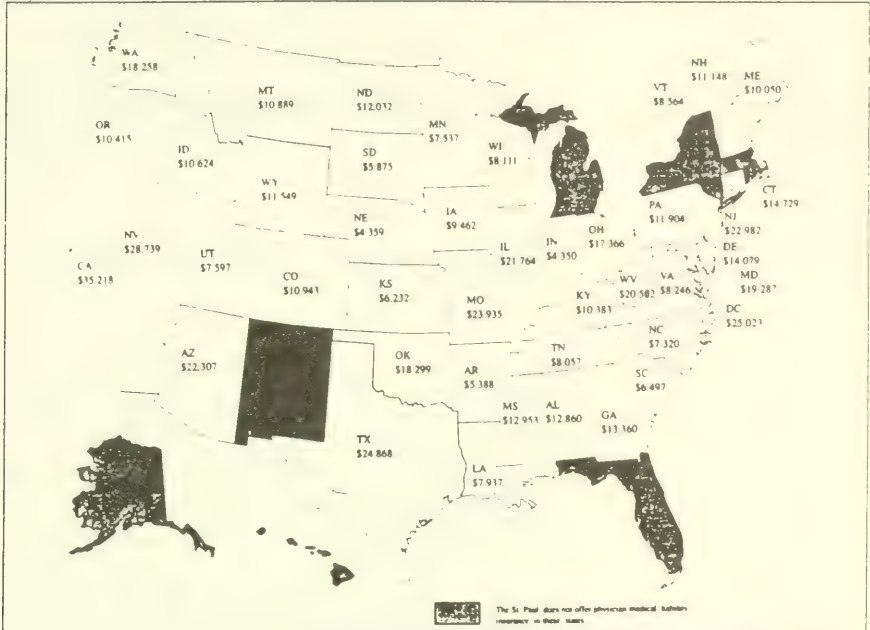 WA
$18.258
MT
$10.889
ND
$12.032
MN
$7.537
OR
$10.415
ID
$10.624
SD
$5.875
WI
$8.111
WY
$11.549
NE
$4.359
IA
$9.462
NV
$28.739
UT
$7.597
CA
$35.218
CO
$10.943
KS
$6.232
MO
$23.935
IL
$21.764
IN
$4.350
OH
$17.366
KY
$10.383
WV
$20.502
VA
$8.246
PA
$11.904
VT
$8.564
NH
$11.148
ME
$10.050
CT
$14.729
NJ
$22.982
DE
$14.079
MD
$19.287
DC
$25.023
NC
$7.320
SC
$6.497
TN
$8.057
AZ
$22.307
OK
$18.299
AR
$5.388
MS
$12.953
AL
$12.860
GA
$13.360
TX
$24.868
LA
$7.937
The St. Paul does not offer physician medical liability
insurance in these states